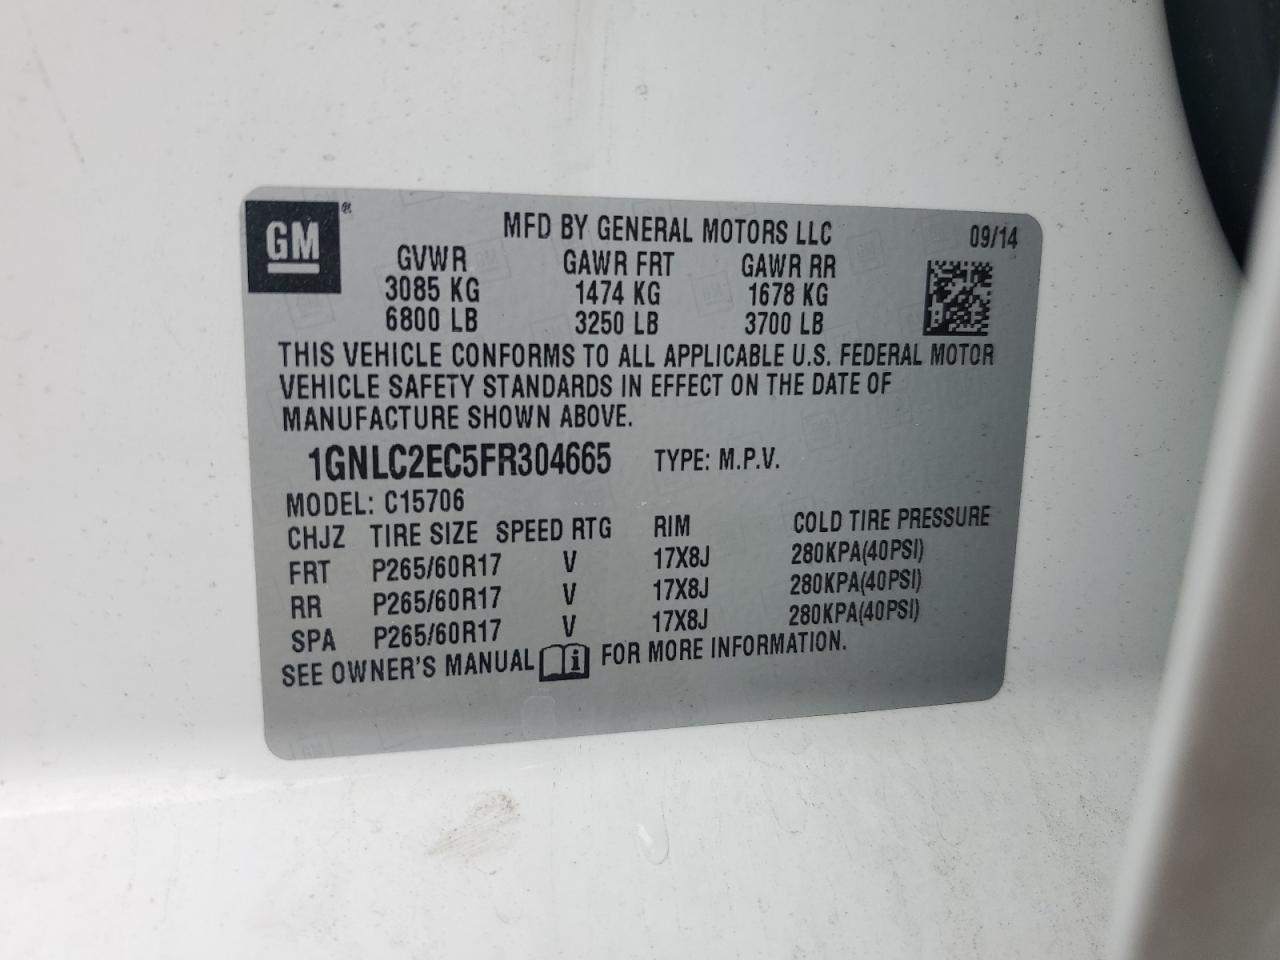 GM®
MFD BY GENERAL MOTORS LLC 09/14
GVWR GAWR FRT GAWR RR
3085 KG 1474 KG 1678 KG
6800 LB 3250 LB 3700 LB
THIS VEHICLE CONFORMS TO ALL APPLICABLE U.S. FEDERAL MOTOR
VEHICLE SAFETY STANDARDS IN EFFECT ON THE DATE OF
MANUFACTURE SHOWN ABOVE.
1GNLC2EC5FR304665 TYPE: M.P.V.
MODEL: C15706
CHJZ TIRE SIZE SPEED RTG RIM COLD TIRE PRESSURE
FRT P265/60R17 V 17X8J 280KPA(40PSI)
RR P265/60R17 V 17X8J 280KPA(40PSI)
SPA P265/60R17 V 17X8J 280KPA(40PSI)
SEE OWNER'S MANUAL i FOR MORE INFORMATION.